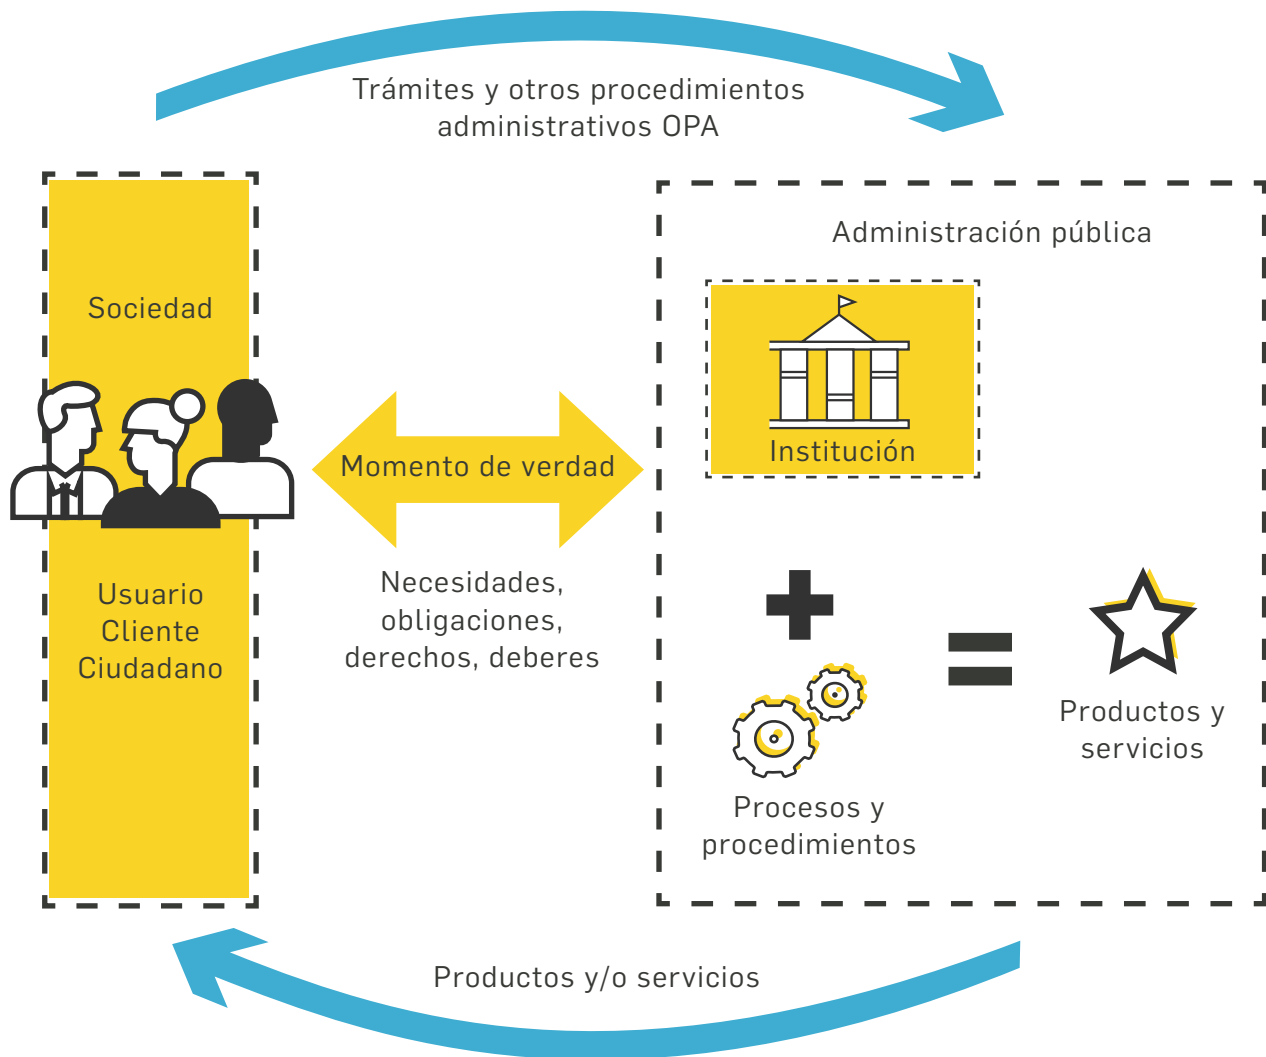 Trámites y otros procedimientos
administrativos OPA
Sociedad
Usuario
Cliente
Ciudadano
Momento de verdad
Necesidades,
obligaciones,
derechos, deberes
Administración pública
Institución
Procesos y
procedimientos
Productos y
servicios
Productos y/o servicios